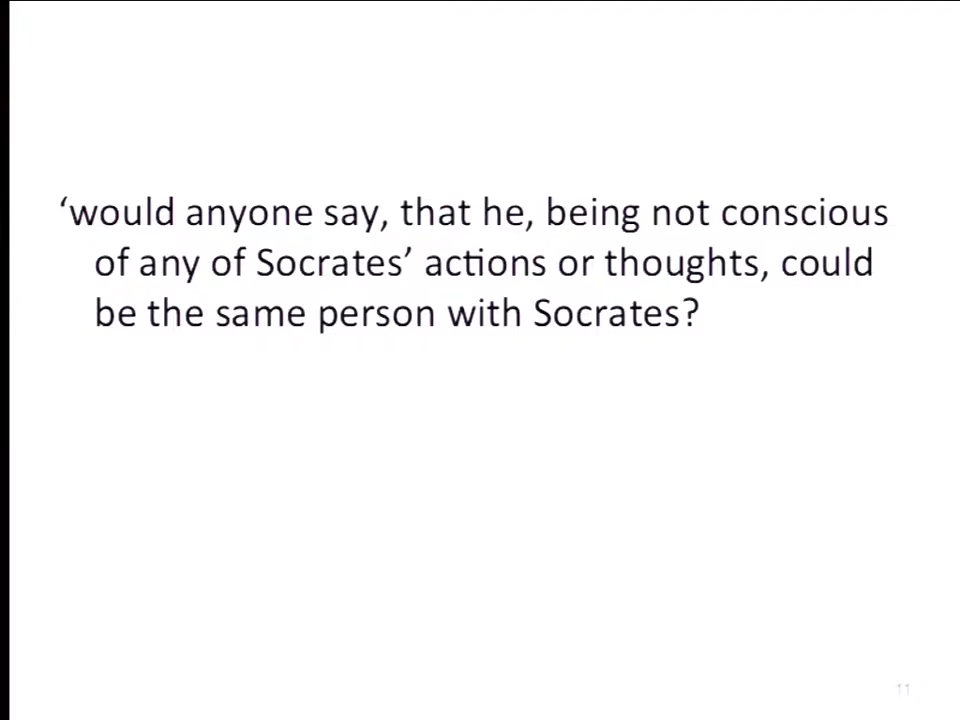 ‘would anyone say, that he, being not conscious
of any of Socrates’ actions or thoughts, could
be the same person with Socrates?
11